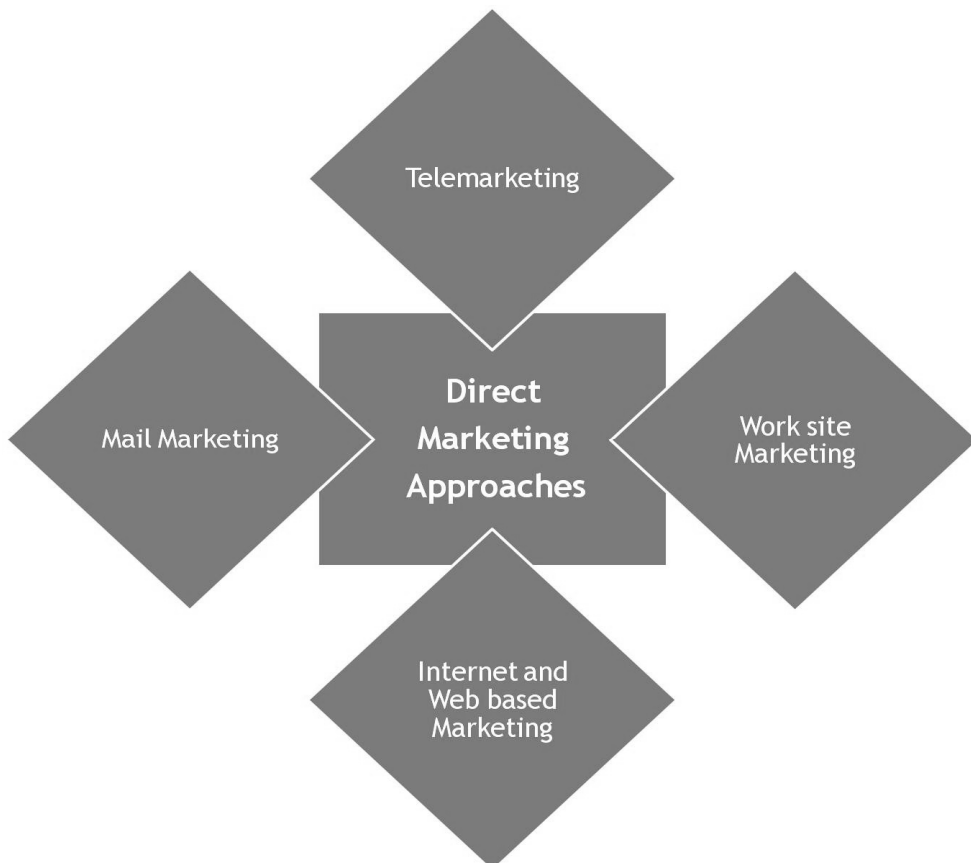 Telemarketing
Mail Marketing
Direct
Marketing
Approaches
Work site
Marketing
Internet and
Web based
Marketing